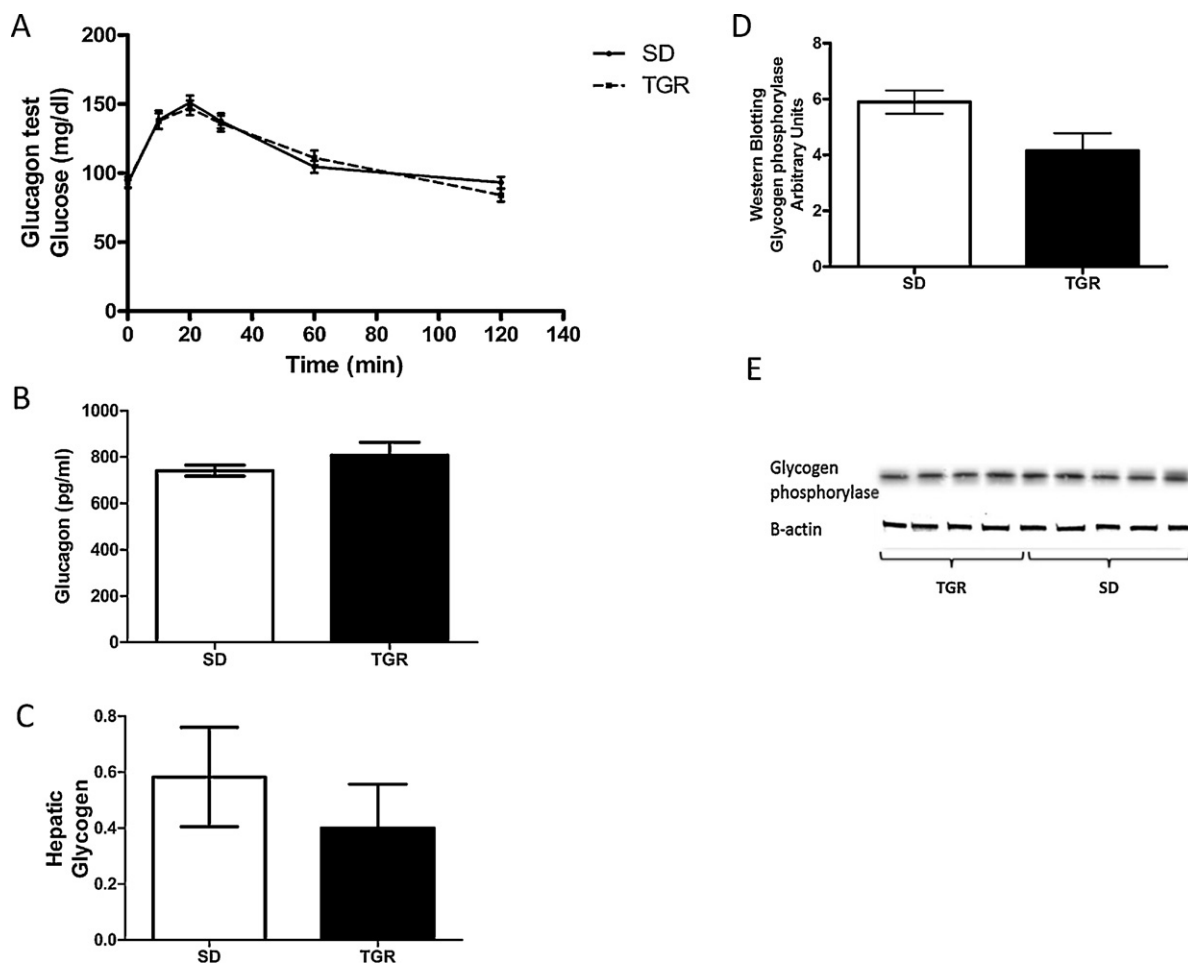 A
Glucagon test
Glucose (mg/dl)
200
150
100
50
0
0 20 40 60 80 100 120 140
Time (min)
SD
TGR
B
Glucagon (pg/ml)
1000
800
600
400
200
0
SD TGR
C
Hepatic
Glycogen
0.8
0.6
0.4
0.2
0.0
SD TGR
D
Western Blotting
Glycogen phosphorylase
Arbitrary Units
8
6
4
2
0
SD TGR
E
Glycogen
phosphorylase
B-actin
TGR SD